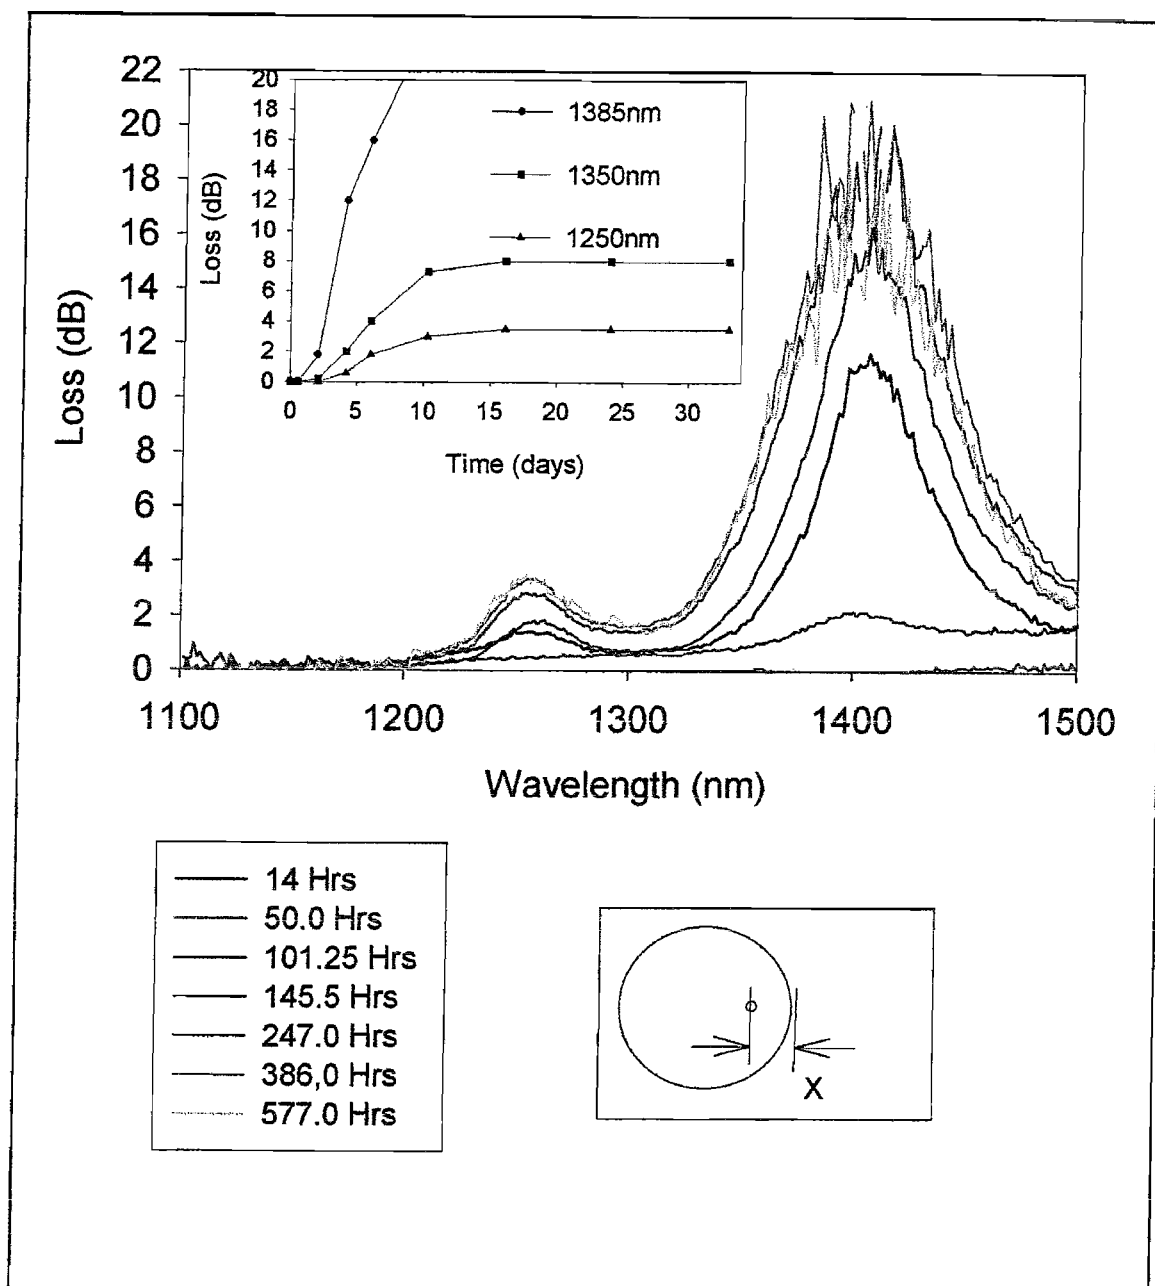 22
20
18
16
14
12
10
8
6
4
2
0
Loss (dB)
20
18
16
14
12
10
8
6
4
2
0
Loss (dB)
1385nm
1350nm
1250nm
0 5 10 15 20 25 30
Time (days)
1100 1200 1300 1400 1500
Wavelength (nm)
14 Hrs
50.0 Hrs
101.25 Hrs
145.5 Hrs
247.0 Hrs
386,0 Hrs
577.0 Hrs
X